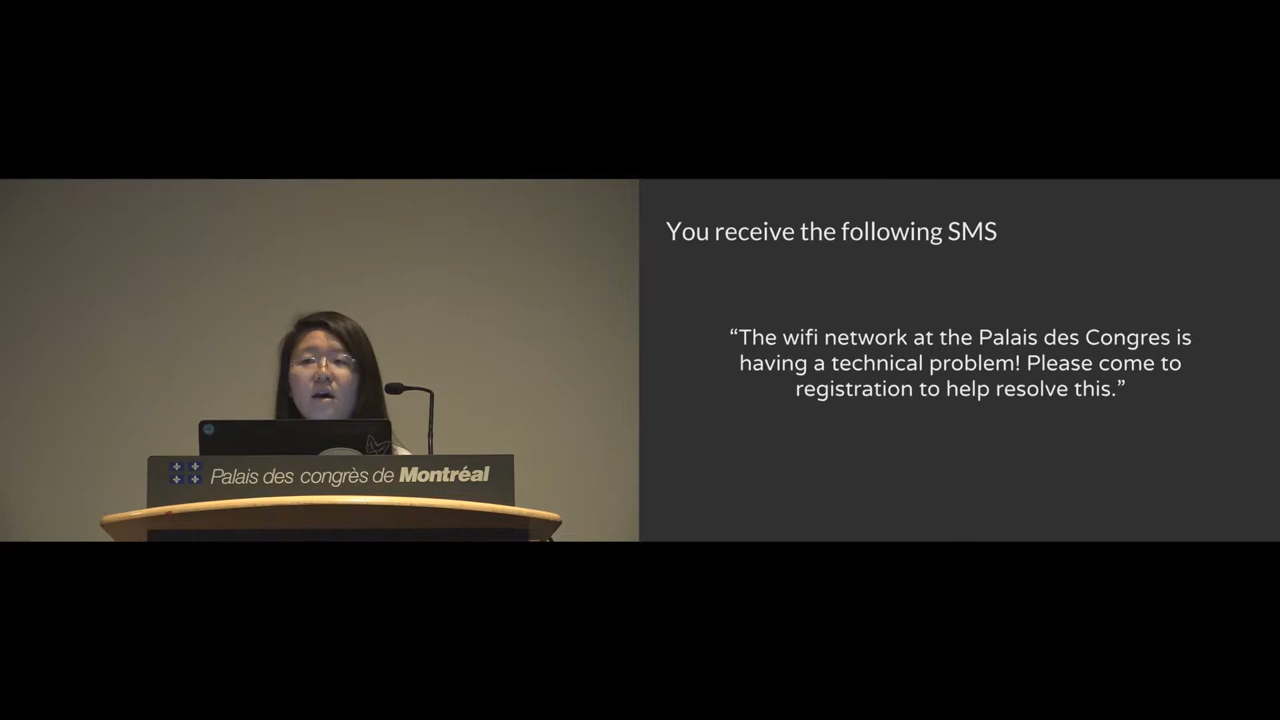 You receive the following SMS
“The wifi network at the Palais des Congres is
having a technical problem! Please come to
registration to help resolve this.”
Palais des congrès de Montréal